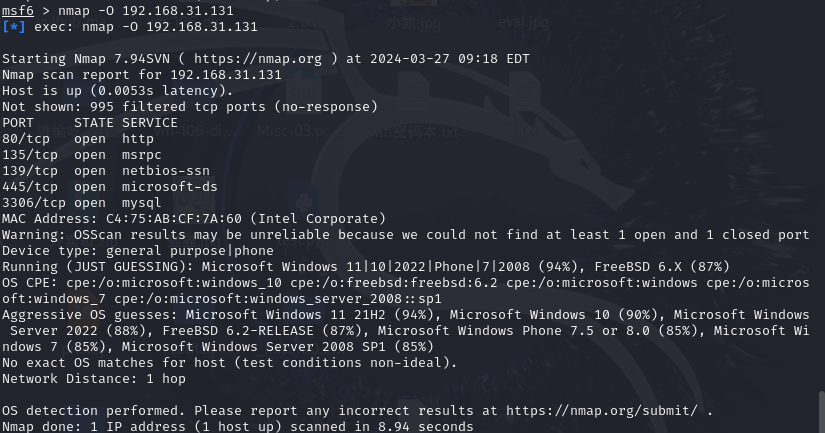 2.txt 小凯.jpg eval.jpg
msf6 > nmap -O 192.168.31.131
[*] exec: nmap -O 192.168.31.131
Starting Nmap 7.94SVN ( https://nmap.org ) at 2024-03-27 09:18 EDT
Nmap scan report for 192.168.31.131
Host is up (0.0053s latency).
Not shown: 995 filtered tcp ports (no-response)
PORT     STATE SERVICE
80/tcp   open  http
135/tcp  open  msrpc
139/tcp  open  netbios-ssn
445/tcp  open  microsoft-ds
3306/tcp open  mysql
MAC Address: C4:75:AB:CF:7A:60 (Intel Corporate)
Warning: OSScan results may be unreliable because we could not find at least 1 open and 1 closed port
Device type: general purpose|phone
Running (JUST GUESSING): Microsoft Windows 11|10|2022|Phone|7|2008 (94%), FreeBSD 6.X (87%)
OS CPE: cpe:/o:microsoft:windows_10 cpe:/o:freebsd:freebsd:6.2 cpe:/o:microsoft:windows cpe:/o:micros
oft:windows_7 cpe:/o:microsoft:windows_server_2008::sp1
Aggressive OS guesses: Microsoft Windows 11 21H2 (94%), Microsoft Windows 10 (90%), Microsoft Windows
 Server 2022 (88%), FreeBSD 6.2-RELEASE (87%), Microsoft Windows Phone 7.5 or 8.0 (85%), Microsoft Wi
ndows 7 (85%), Microsoft Windows Server 2008 SP1 (85%)
No exact OS matches for host (test conditions non-ideal).
Network Distance: 1 hop
OS detection performed. Please report any incorrect results at https://nmap.org/submit/ .
Nmap done: 1 IP address (1 host up) scanned in 8.94 seconds